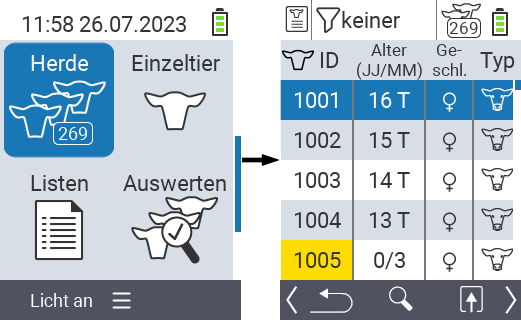 11:58 26.07.2023
Herde
Einzeltier
269
Listen
Auswerten
Licht an
keiner
269
ID
Alter
(JJ/MM)
Ge-
schl.
Typ
1001 16 T ♀
1002 15 T ♀
1003 14 T ♀
1004 13 T ♀
1005 0/3 ♀